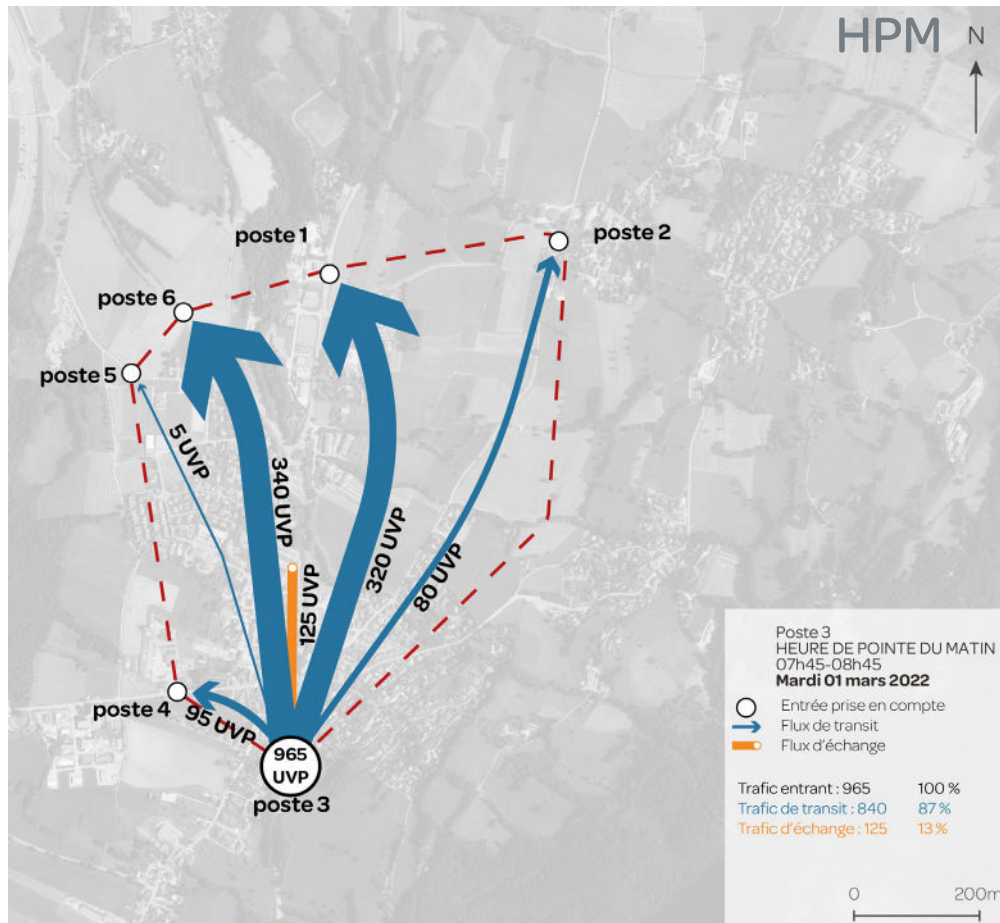 HPM
N
poste 1
poste 2
poste 6
poste 5
5 UVP
340 UVP
320 UVP
125 UVP
80 UVP
poste 4
95 UVP
965
UVP
poste 3
Poste 3
HEURE DE POINTE DU MATIN
07h45-08h45
Mardi 01 mars 2022
Entrée prise en compte
Flux de transit
Flux d'échange
Trafic entrant : 965 100 %
Trafic de transit : 840 87 %
Trafic d'échange : 125 13 %
0 200m